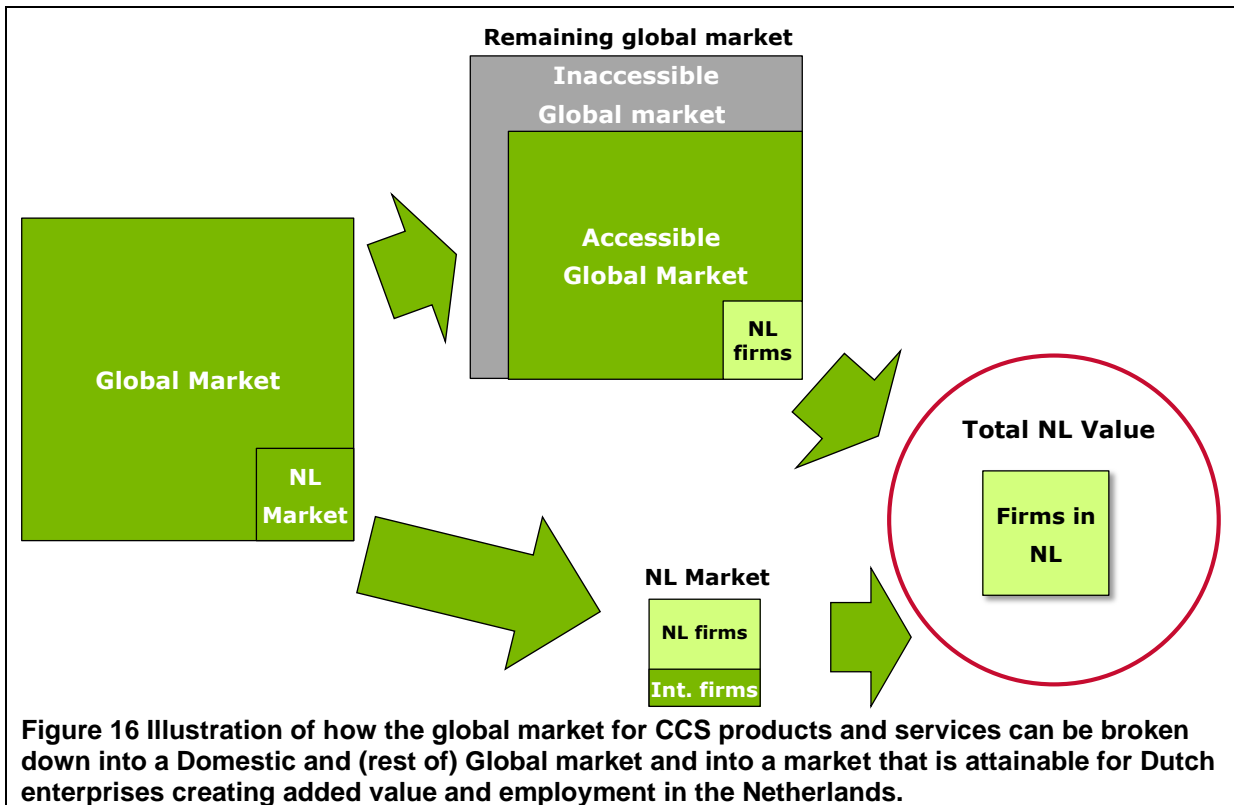 Remaining global market
Inaccessible
Global market
Accessible
Global Market
NL
firms
Global Market
NL
Market
Total NL Value
Firms in
NL
NL Market
NL firms
Int. firms
Figure 16 Illustration of how the global market for CCS products and services can be broken
down into a Domestic and (rest of) Global market and into a market that is attainable for Dutch
enterprises creating added value and employment in the Netherlands.